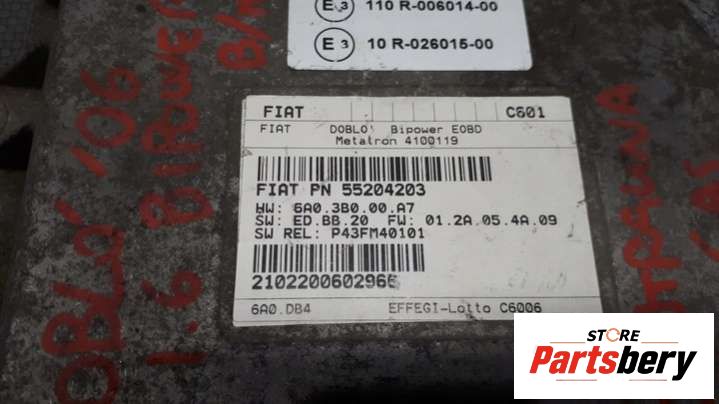 E 3 110 R-006014-00
E 3 10 R-026015-00
FIAT C601
FIAT DOBLO' Bipower EOBD
Metatron 4100119
FIAT PN 55204203
HW: 6A0.3B0.00.A7
SW: ED.BB.20 FW: 01.2A.05.4A.09
SW REL: P43FM40101
2102200602966
6A0.DB4 EFFEGI-Lotto C6006
DOBLO' '06
1.6 BIPOWER
STORE
Partsbery